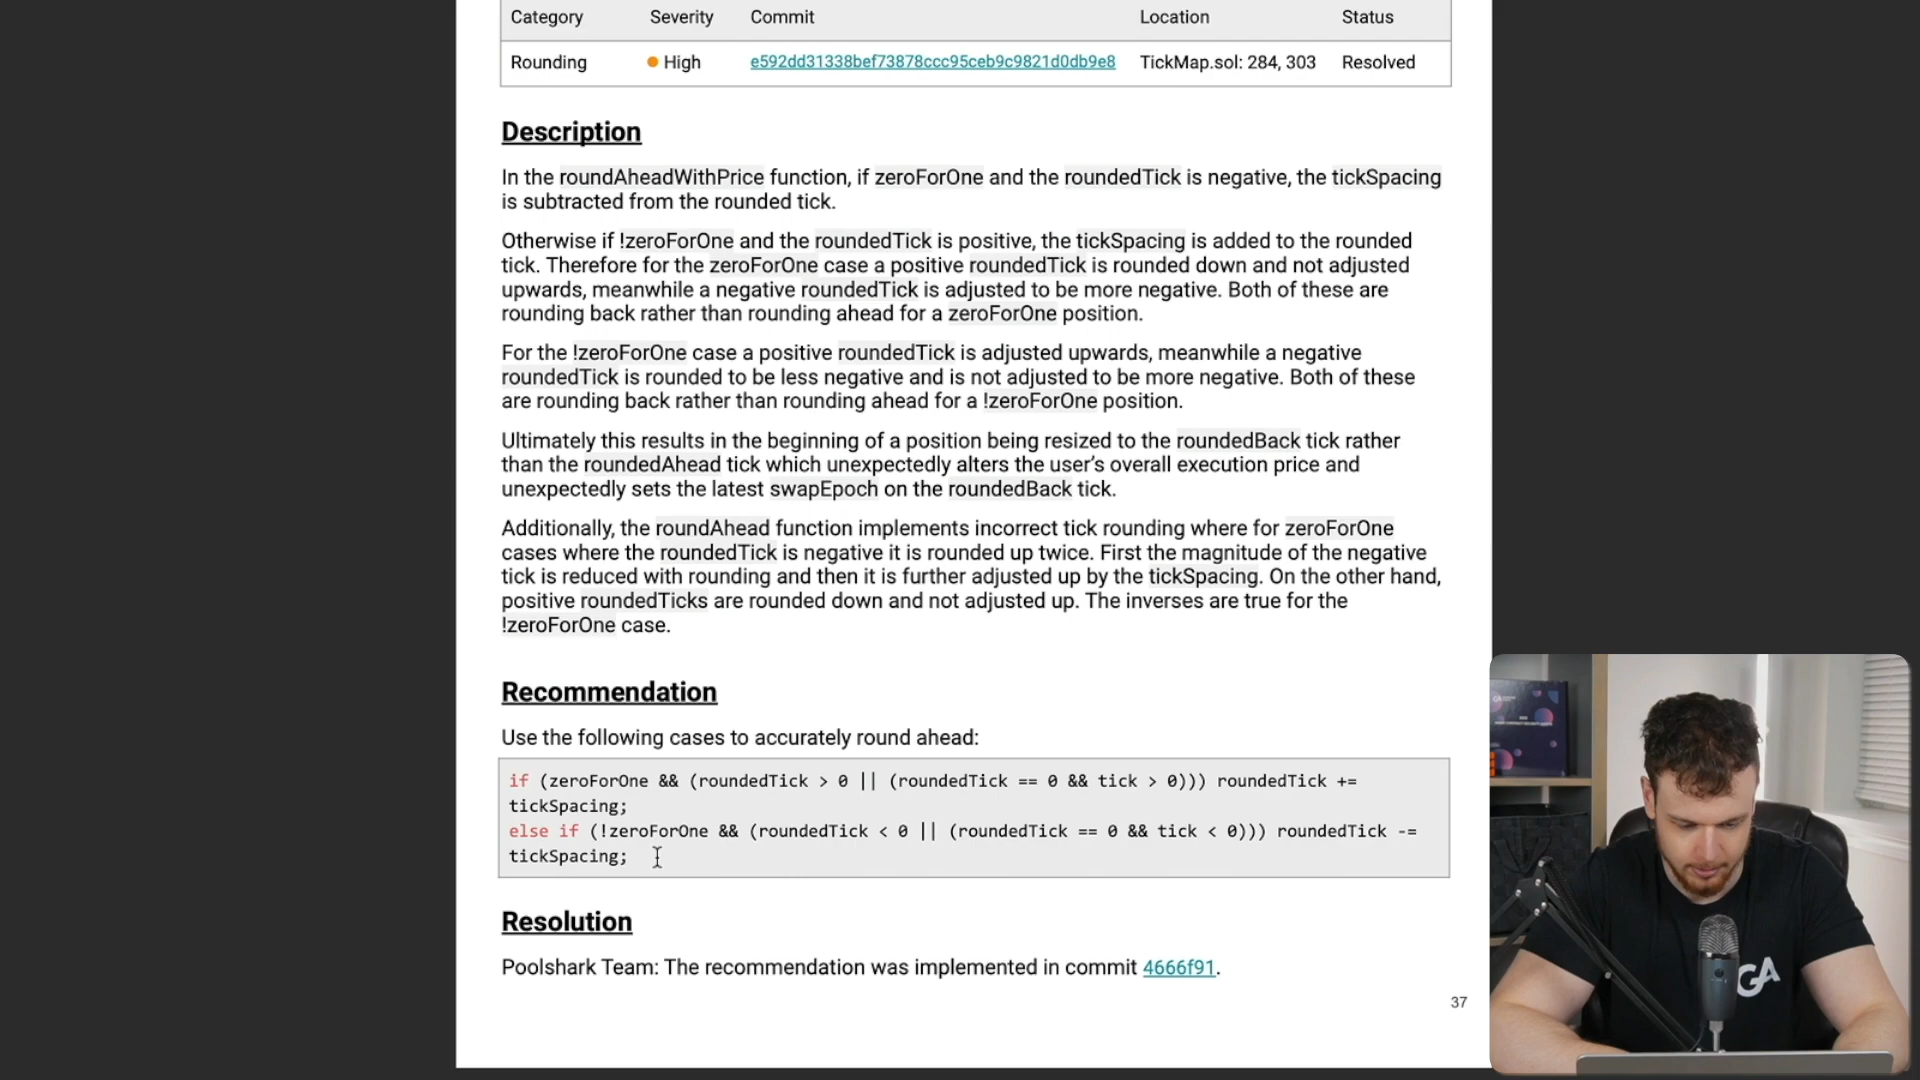 Category Severity Commit Location Status
Rounding High e592dd31338bef73878ccc95ceb9c9821d0db9e8 TickMap.sol: 284, 303 Resolved
Description
In the roundAheadWithPrice function, if zeroForOne and the roundedTick is negative, the tickSpacing
is subtracted from the rounded tick.
Otherwise if !zeroForOne and the roundedTick is positive, the tickSpacing is added to the rounded
tick. Therefore for the zeroForOne case a positive roundedTick is rounded down and not adjusted
upwards, meanwhile a negative roundedTick is adjusted to be more negative. Both of these are
rounding back rather than rounding ahead for a zeroForOne position.
For the !zeroForOne case a positive roundedTick is adjusted upwards, meanwhile a negative
roundedTick is rounded to be less negative and is not adjusted to be more negative. Both of these
are rounding back rather than rounding ahead for a !zeroForOne position.
Ultimately this results in the beginning of a position being resized to the roundedBack tick rather
than the roundedAhead tick which unexpectedly alters the user’s overall execution price and
unexpectedly sets the latest swapEpoch on the roundedBack tick.
Additionally, the roundAhead function implements incorrect tick rounding where for zeroForOne
cases where the roundedTick is negative it is rounded up twice. First the magnitude of the negative
tick is reduced with rounding and then it is further adjusted up by the tickSpacing. On the other hand,
positive roundedTicks are rounded down and not adjusted up. The inverses are true for the
!zeroForOne case.
Recommendation
Use the following cases to accurately round ahead:
if (zeroForOne && (roundedTick > 0 || (roundedTick == 0 && tick > 0))) roundedTick +=
tickSpacing;
else if (!zeroForOne && (roundedTick < 0 || (roundedTick == 0 && tick < 0))) roundedTick -=
tickSpacing;
Resolution
Poolshark Team: The recommendation was implemented in commit 4666f91.
37
GA